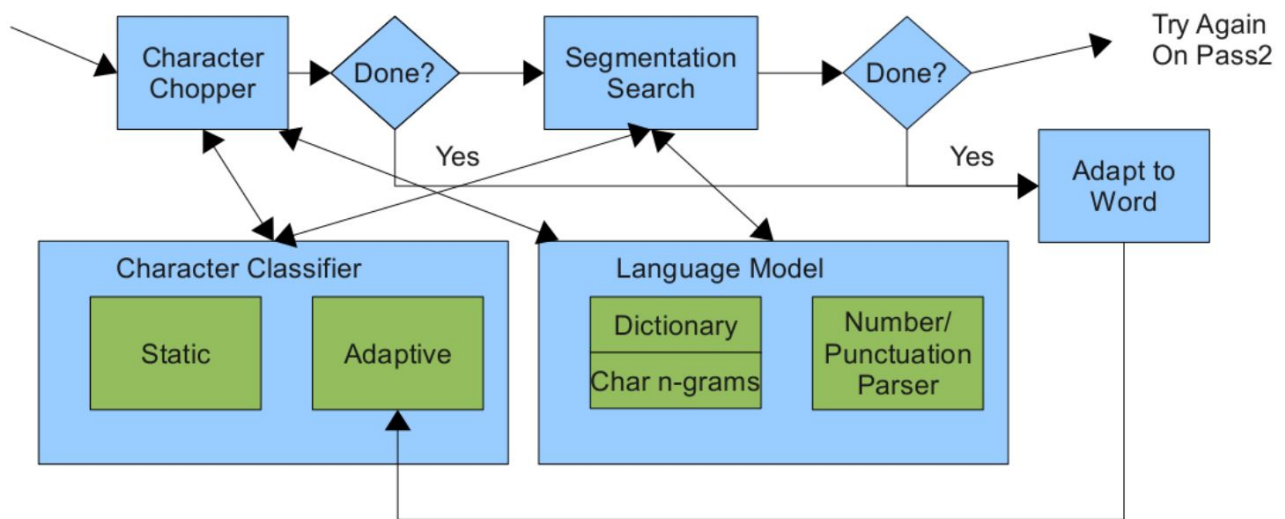 Character
Chopper
Done?
Segmentation
Search
Done?
Try Again
On Pass2
Yes
Yes
Adapt to
Word
Character Classifier
Static
Adaptive
Language Model
Dictionary
Char n-grams
Number/
Punctuation
Parser